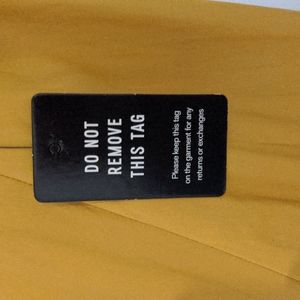 DO NOT
REMOVE
THIS TAG
Please keep this tag
on the garment for any
returns or exchanges